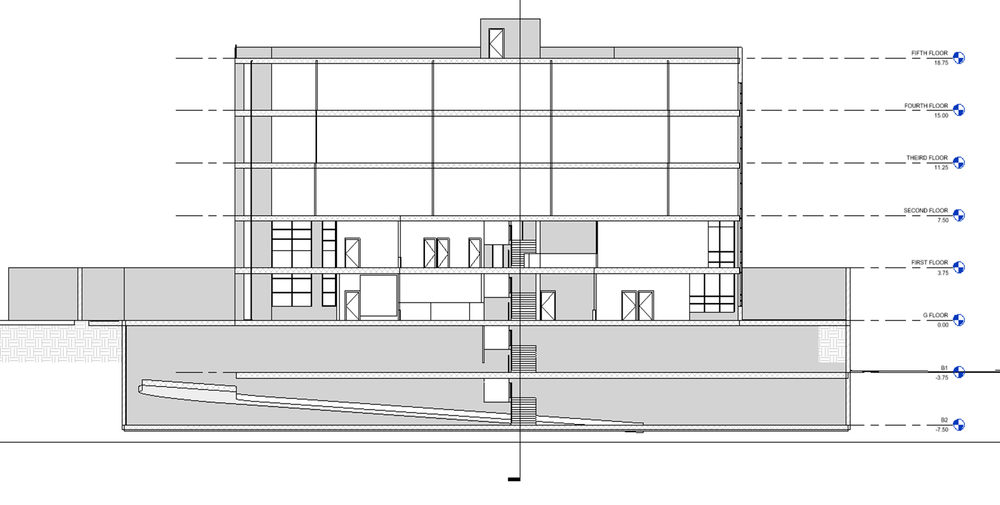 FIFTH FLOOR
18.75
FOURTH FLOOR
15.00
THEIRD FLOOR
11.25
SECOND FLOOR
7.50
FIRST FLOOR
3.75
G FLOOR
0.00
B1
-3.75
B2
-7.50